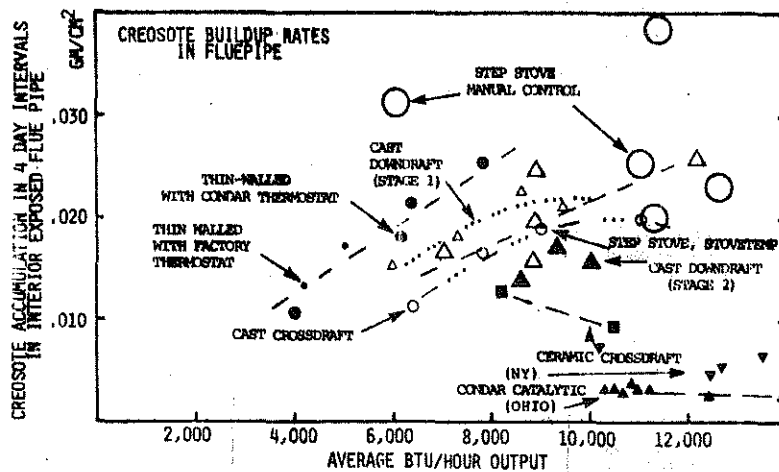 CREOSOTE BUILDUP RATES
IN FLUEPIPE
STEP STOVE
MANUAL CONTROL
CAST
DOWNDRAFT
(STAGE 1)
THIN-WALLED
WITH CONDAR THERMOSTAT
THIN WALLED
WITH FACTORY
THERMOSTAT
STEP STOVE, STOVETEMP
CAST DOWNDRAFT
(STAGE 2)
CAST CROSSDRAFT
CERAMIC CROSSDRAFT
(NY)
CONDAR CATALYTIC
(OHIO)
CREOSOTE ACCUMULATION IN 4 DAY INTERVALS
IN INTERIOR EXPOSED FLUE PIPE
GM/CM2
.030
.020
.010
2,000
4,000
6,000
8,000
10,000
12,000
AVERAGE BTU/HOUR OUTPUT